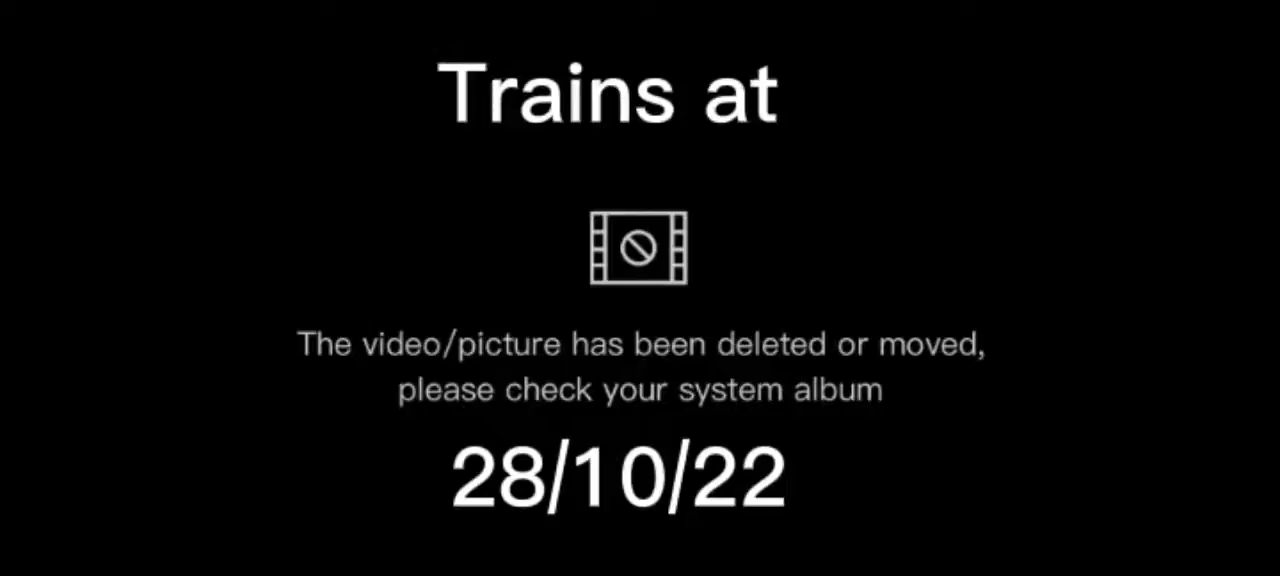 Trains at
The video/picture has been deleted or moved,
please check your system album
28/10/22